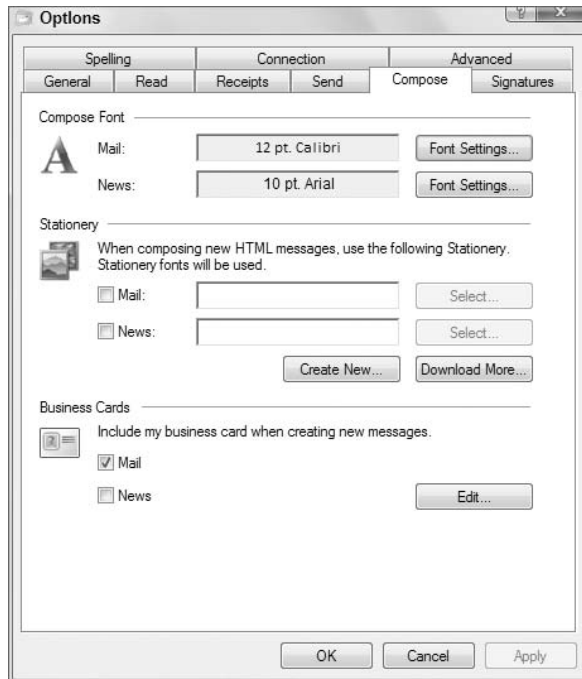 Options
Spelling Connection Advanced
General Read Receipts Send Compose Signatures
Compose Font
Mail: 12 pt. Calibri Font Settings...
News: 10 pt. Arial Font Settings...
Stationery
When composing new HTML messages, use the following Stationery.
Stationery fonts will be used.
Mail: Select...
News: Select...
Create New... Download More...
Business Cards
Include my business card when creating new messages.
Mail
News Edit...
OK Cancel Apply